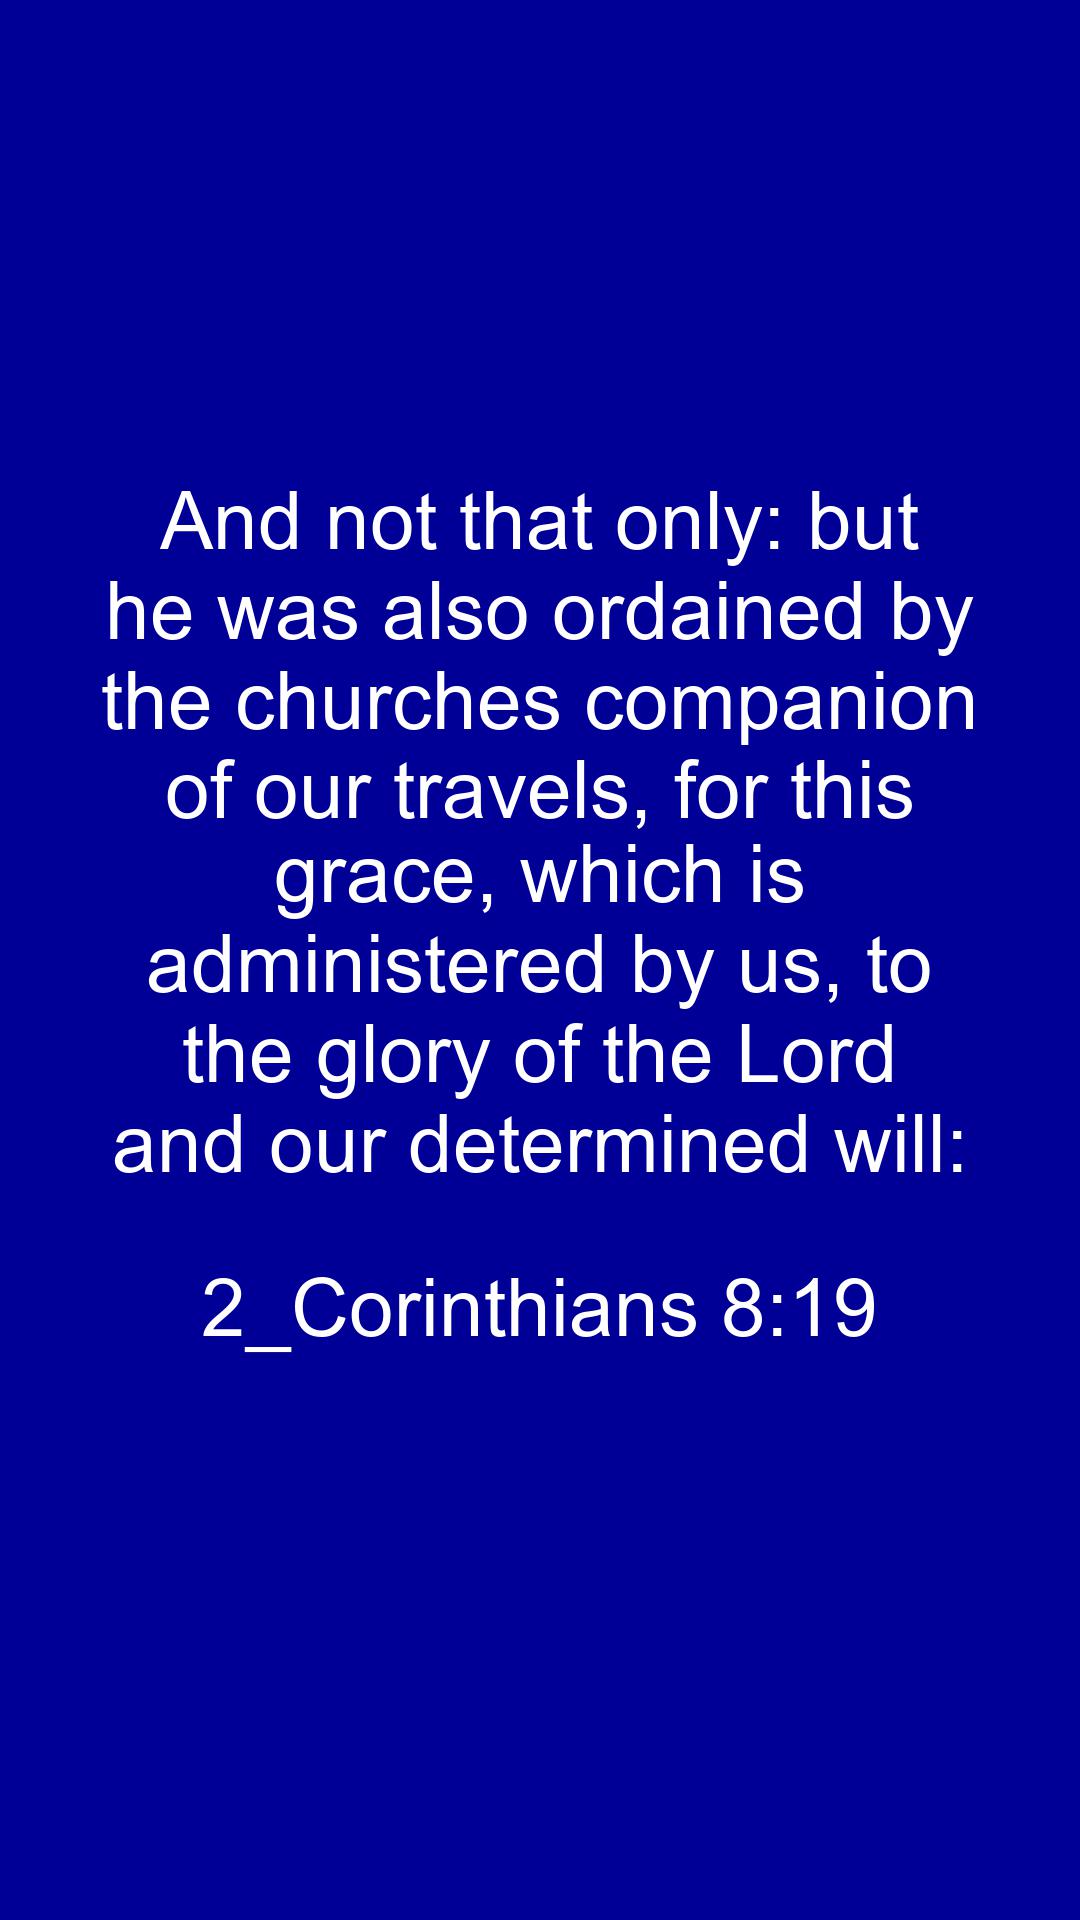 And not that only: but
he was also ordained by
the churches companion
of our travels, for this
grace, which is
administered by us, to
the glory of the Lord
and our determined will:
2_Corinthians 8:19